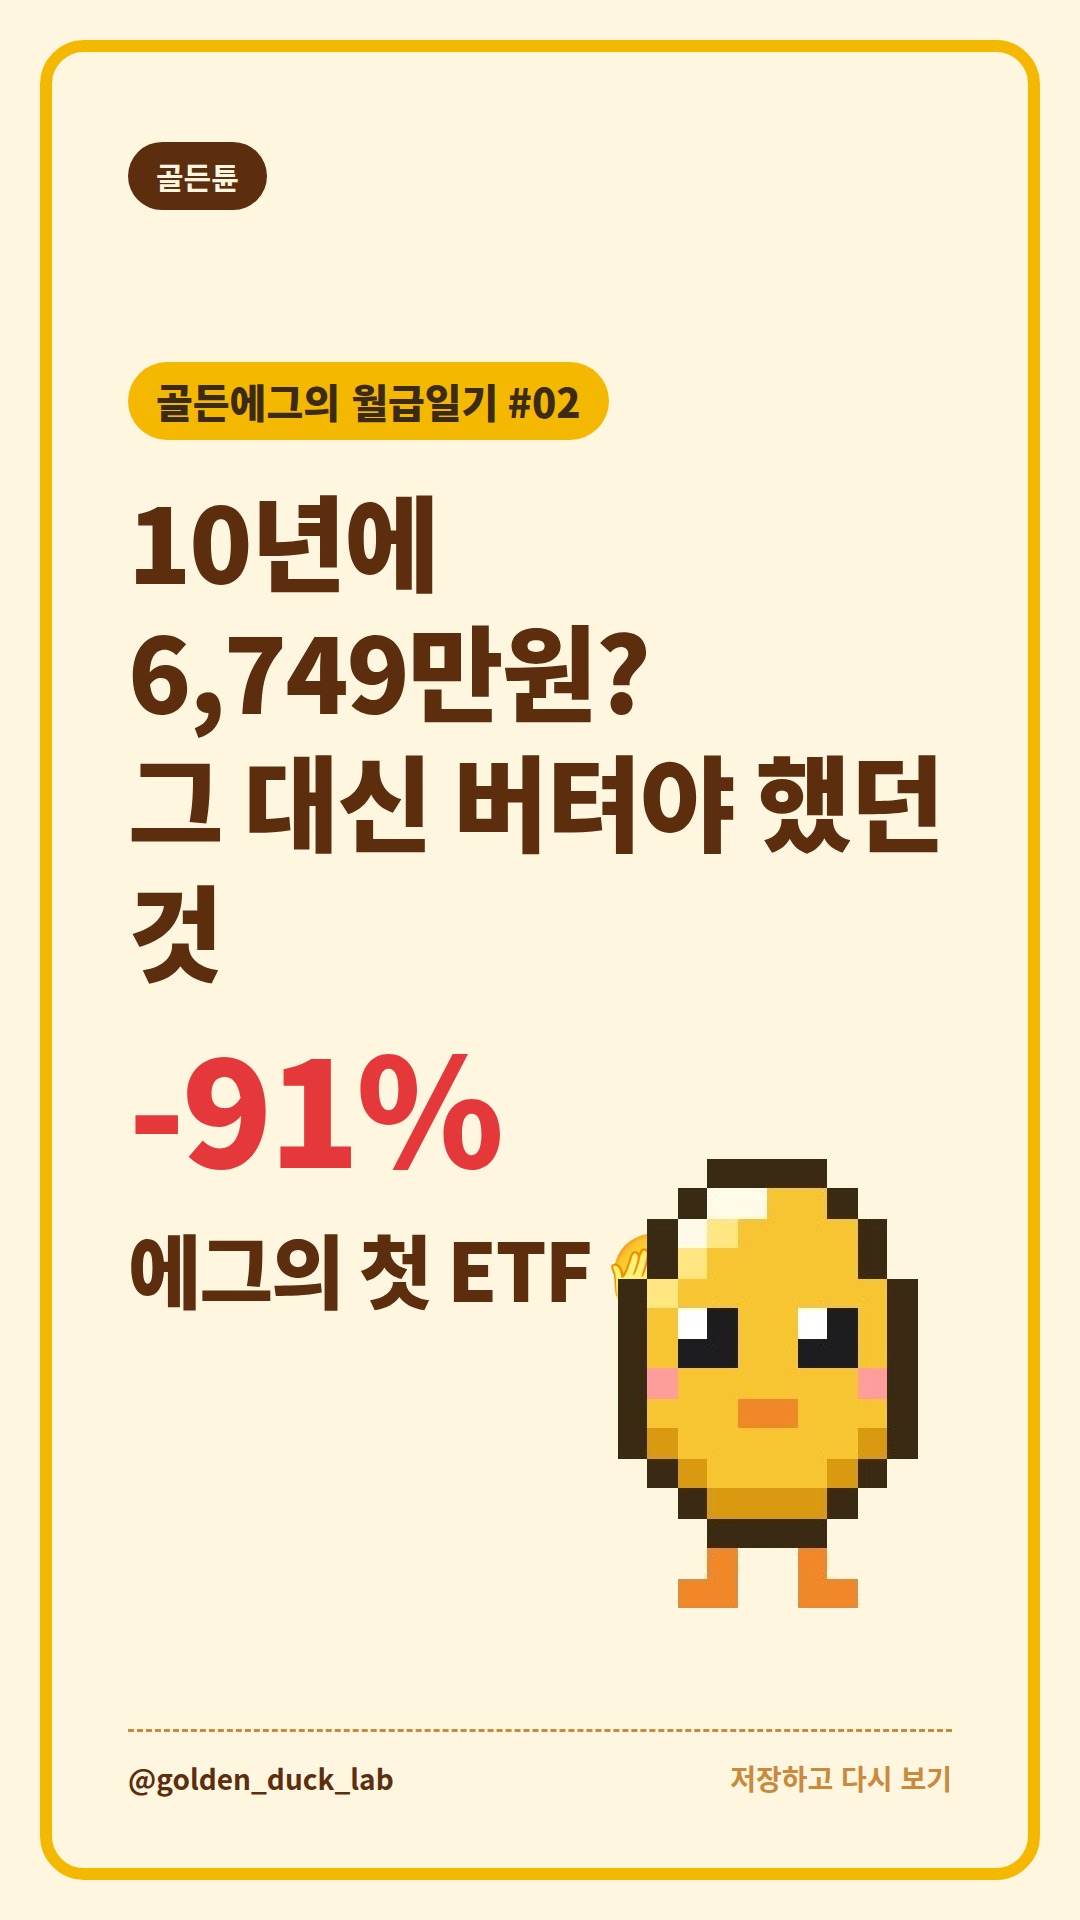 골든튠
골든에그의 월급일기 #02
10년에
6,749만원?
그 대신 버텨야 했던
것
-91%
에그의 첫 ETF
@golden_duck_lab
저장하고 다시 보기